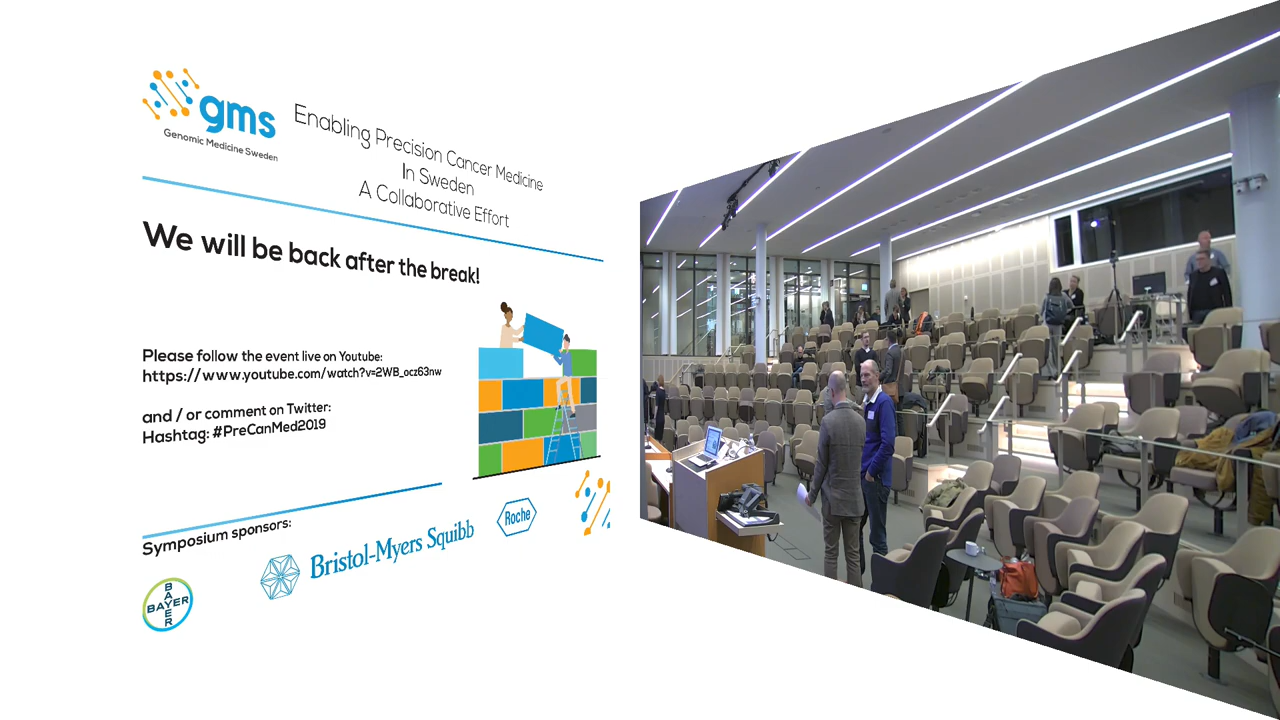 gms
Genomic Medicine Sweden
Enabling Precision Cancer Medicine
In Sweden
A Collaborative Effort
We will be back after the break!
Please follow the event live on Youtube:
https://www.youtube.com/watch?v=2WB_ocz63nw
and / or comment on Twitter:
Hashtag: #PreCanMed2019
Symposium sponsors:
Bristol-Myers Squibb
Roche
BAYER
BAYER